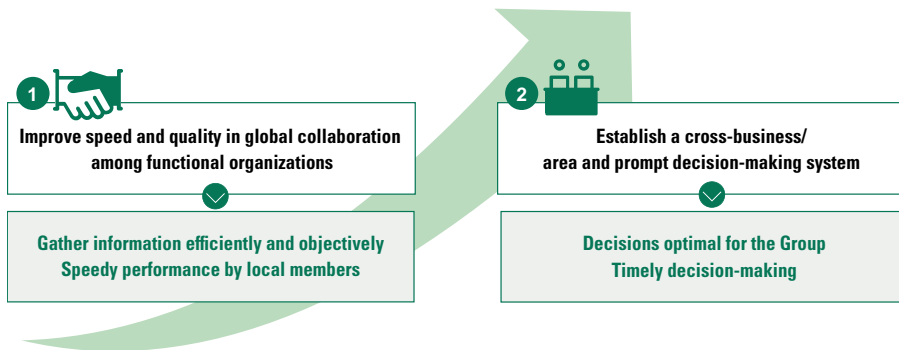 1
Improve speed and quality in global collaboration
among functional organizations
Gather information efficiently and objectively
Speedy performance by local members
2
Establish a cross-business/
area and prompt decision-making system
Decisions optimal for the Group
Timely decision-making